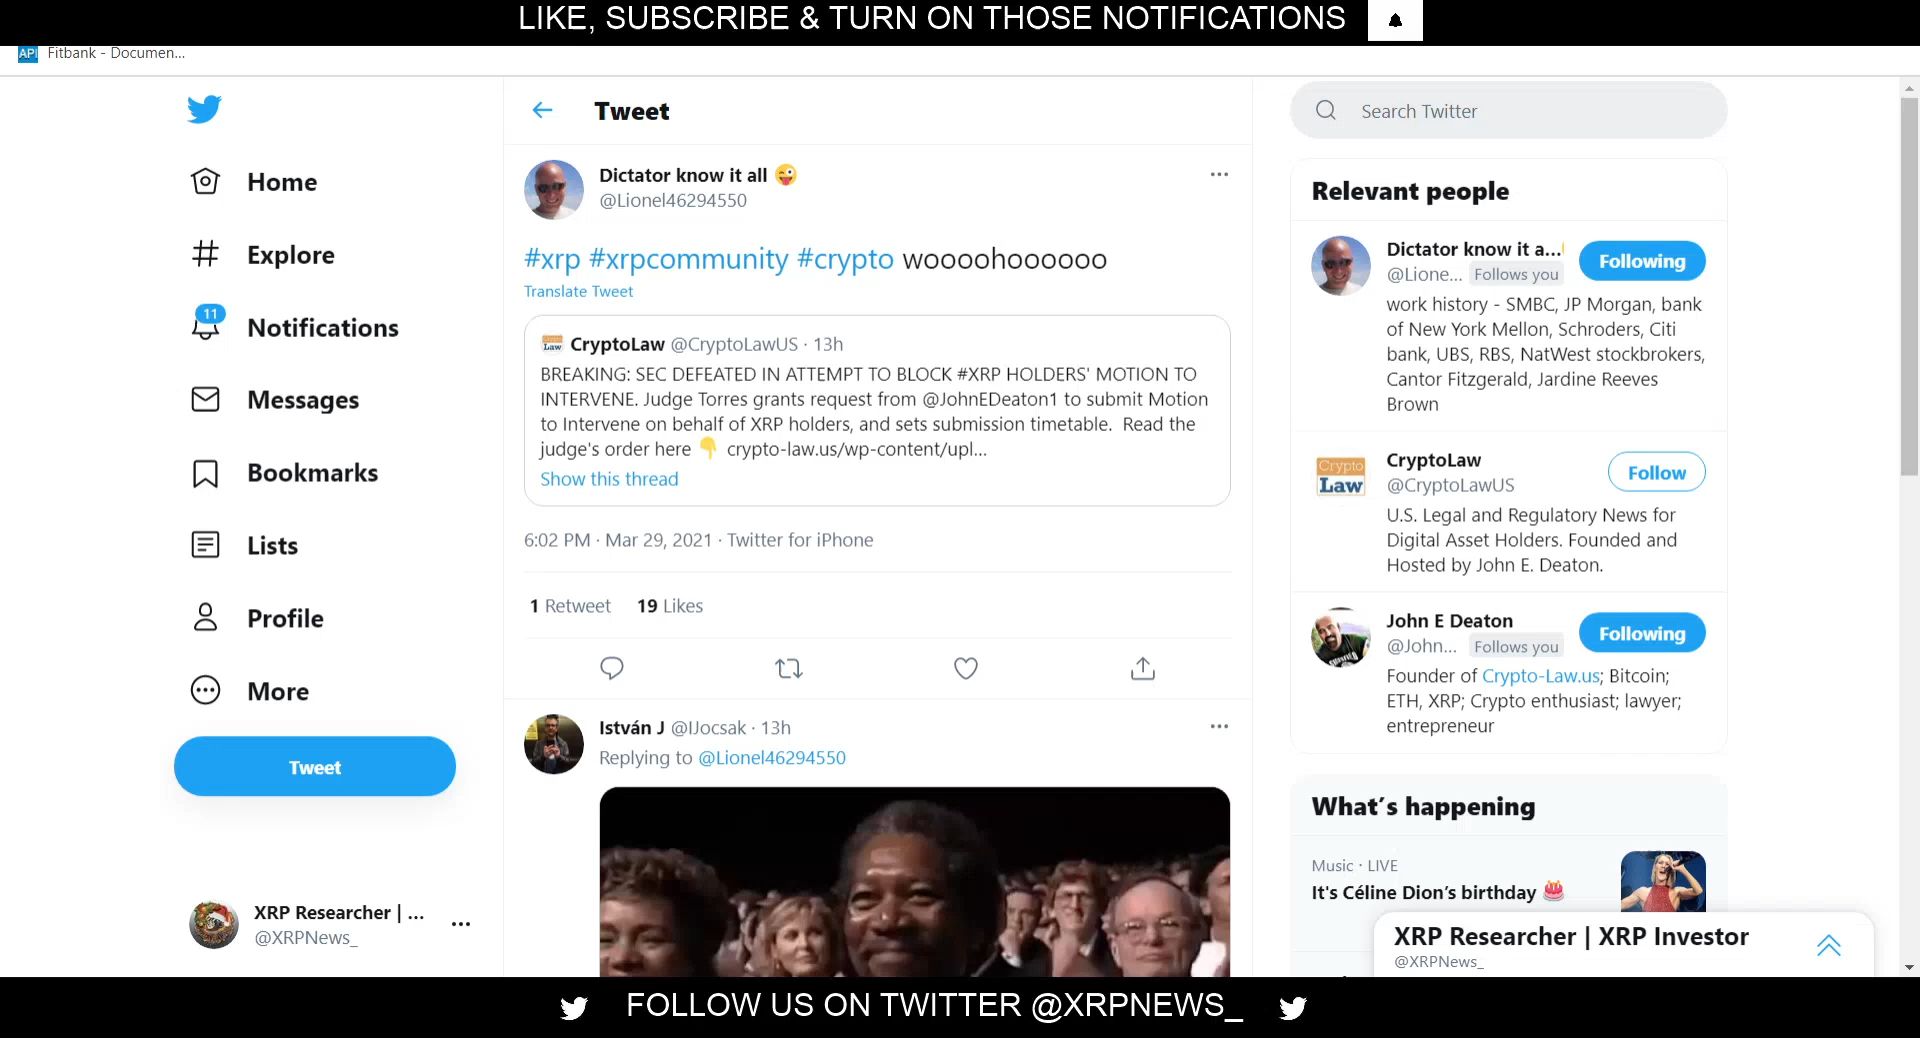 LIKE, SUBSCRIBE & TURN ON THOSE NOTIFICATIONS
API Fitbank - Documen...
Home
Explore
11
Notifications
Messages
Bookmarks
Lists
Profile
More
Tweet
XRP Researcher | ...
@XRPNews_
Tweet
Dictator know it all 😜
@Lionel46294550
#xrp #xrpcommunity #crypto woooohoooooo
Translate Tweet
Crypto Law CryptoLaw @CryptoLawUS · 13h
BREAKING: SEC DEFEATED IN ATTEMPT TO BLOCK #XRP HOLDERS' MOTION TO
INTERVENE. Judge Torres grants request from @JohnEDeaton1 to submit Motion
to Intervene on behalf of XRP holders, and sets submission timetable. Read the
judge's order here 👇 crypto-law.us/wp-content/upl...
Show this thread
6:02 PM · Mar 29, 2021 · Twitter for iPhone
1 Retweet 19 Likes
István J @IJocsak · 13h
Replying to @Lionel46294550
Search Twitter
Relevant people
Dictator know it a...
@Lione... Follows you
Following
work history - SMBC, JP Morgan, bank
of New York Mellon, Schroders, Citi
bank, UBS, RBS, NatWest stockbrokers,
Cantor Fitzgerald, Jardine Reeves
Brown
Crypto
Law
CryptoLaw
@CryptoLawUS
Follow
U.S. Legal and Regulatory News for
Digital Asset Holders. Founded and
Hosted by John E. Deaton.
John E Deaton
@John... Follows you
Following
Founder of Crypto-Law.us; Bitcoin;
ETH, XRP; Crypto enthusiast; lawyer;
entrepreneur
What's happening
Music · LIVE
It's Céline Dion's birthday 🎂
XRP Researcher | XRP Investor
@XRPNews_
FOLLOW US ON TWITTER @XRPNEWS_